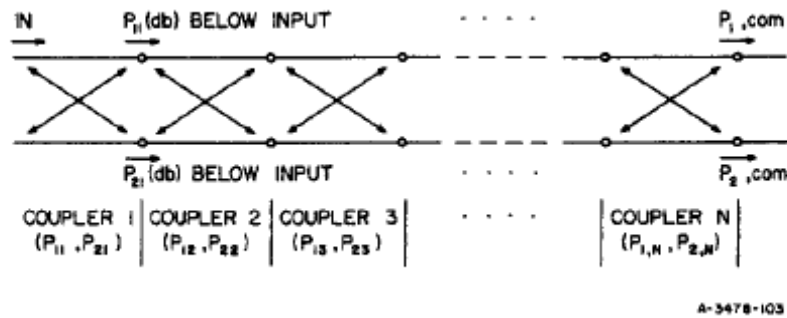 IN
P11 (db) BELOW INPUT
P1 ,com
P21 (db) BELOW INPUT
P2 ,com
COUPLER 1
(P11 ,P21)
COUPLER 2
(P12 ,P22)
COUPLER 3
(P13 ,P23)
COUPLER N
(P1,N ,P2,N)
A-3478-103